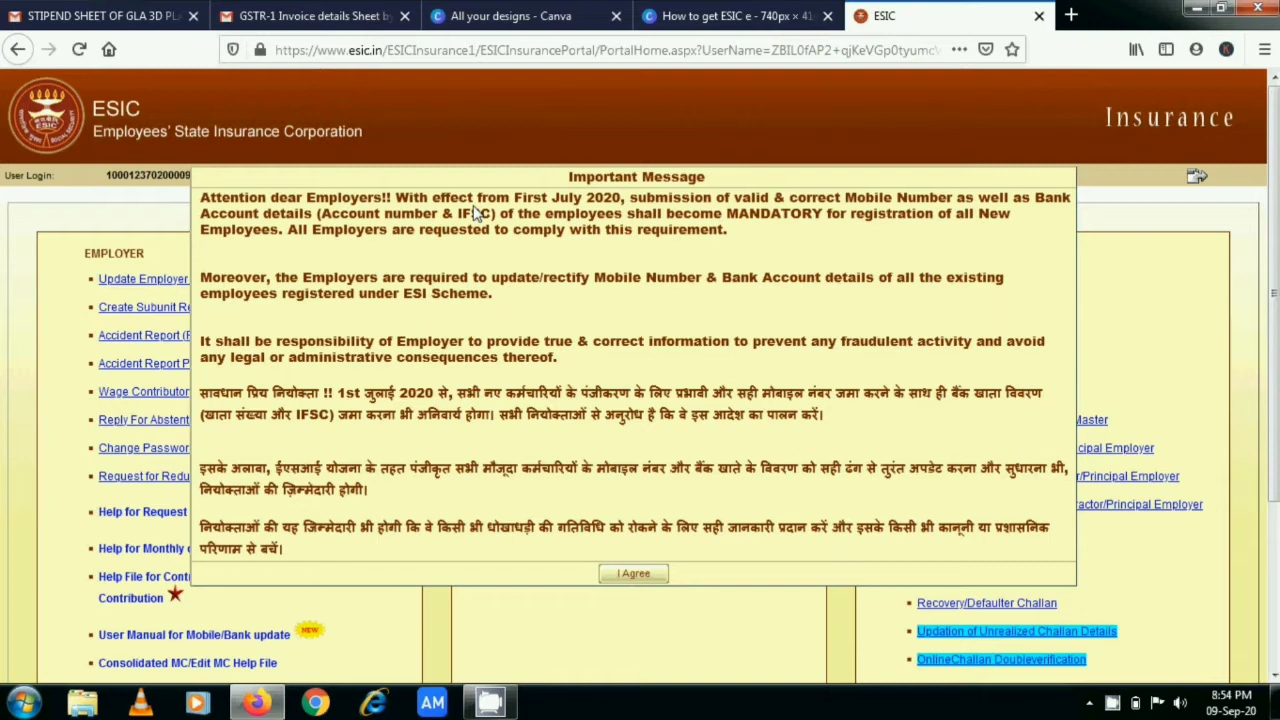 STIPEND SHEET OF GLA 3D PL
GSTR-1 Invoice details Sheet by
All your designs - Canva
How to get ESIC e - 740px × 41
ESIC
https://www.esic.in/ESICInsurance1/ESICInsurancePortal/PortalHome.aspx?UserName=ZBIL0fAP2+qjKeVGp0tyumc
ESIC
Employees' State Insurance Corporation
Insurance
User Login: 100012370200009
Important Message
Attention dear Employers!! With effect from First July 2020, submission of valid & correct Mobile Number as well as Bank
Account details (Account number & IFSC) of the employees shall become MANDATORY for registration of all New
Employees. All Employers are requested to comply with this requirement.
Moreover, the Employers are required to update/rectify Mobile Number & Bank Account details of all the existing
employees registered under ESI Scheme.
It shall be responsibility of Employer to provide true & correct information to prevent any fraudulent activity and avoid
any legal or administrative consequences thereof.
सावधान प्रिय नियोक्ता !! 1st जुलाई 2020 से, सभी नए कर्मचारियों के पंजीकरण के लिए प्रभावी और सही मोबाइल नंबर जमा करने के साथ ही बैंक खाता विवरण
(खाता संख्या और IFSC) जमा करना भी अनिवार्य होगा। सभी नियोक्ताओं से अनुरोध है कि वे इस आदेश का पालन करें।
इसके अलावा, ईएसआई योजना के तहत पंजीकृत सभी मौजूदा कर्मचारियों के मोबाइल नंबर और बैंक खाते के विवरण को सही ढंग से तुरंत अपडेट करना और सुधारना भी,
नियोक्ताओं की ज़िम्मेदारी होगी।
नियोक्ताओं की यह जिम्मेदारी भी होगी कि वे किसी भी धोखाधड़ी की गतिविधि को रोकने के लिए सही जानकारी प्रदान करें और इसके किसी भी कानूनी या प्रशासनिक
परिणाम से बचें।
I Agree
EMPLOYER
Update Employer
Create Subunit Re
Accident Report (F
Accident Report P
Wage Contributor
Reply For Abstent
Change Passwor
Request for Redu
Help for Request
Help for Monthly c
Help File for Cont
Contribution
User Manual for Mobile/Bank update NEW
Consolidated MC/Edit MC Help File
Master
cipal Employer
r/Principal Employer
ractor/Principal Employer
Recovery/Defaulter Challan
Updation of Unrealized Challan Details
OnlineChallan Doubleverification
AM
8:54 PM
09-Sep-20